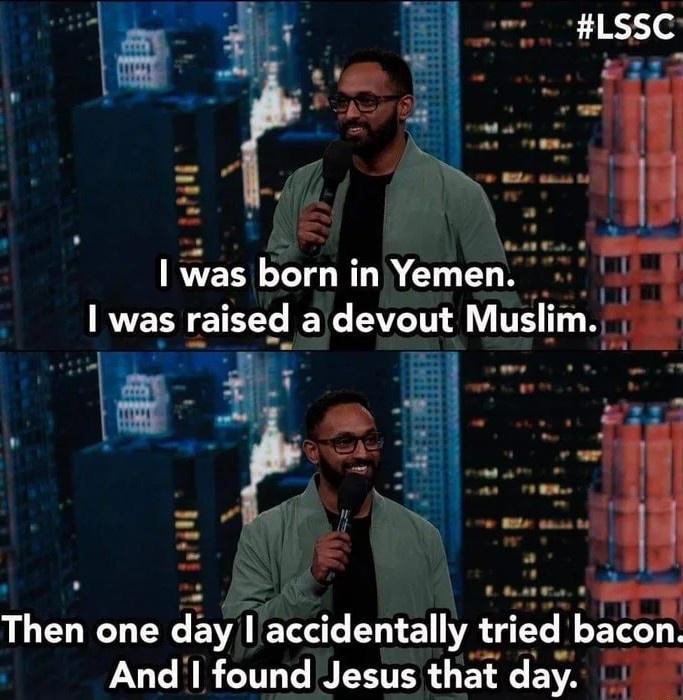 #LSSC
I was born in Yemen.
I was raised a devout Muslim.
Then one day I accidentally tried bacon.
And I found Jesus that day.